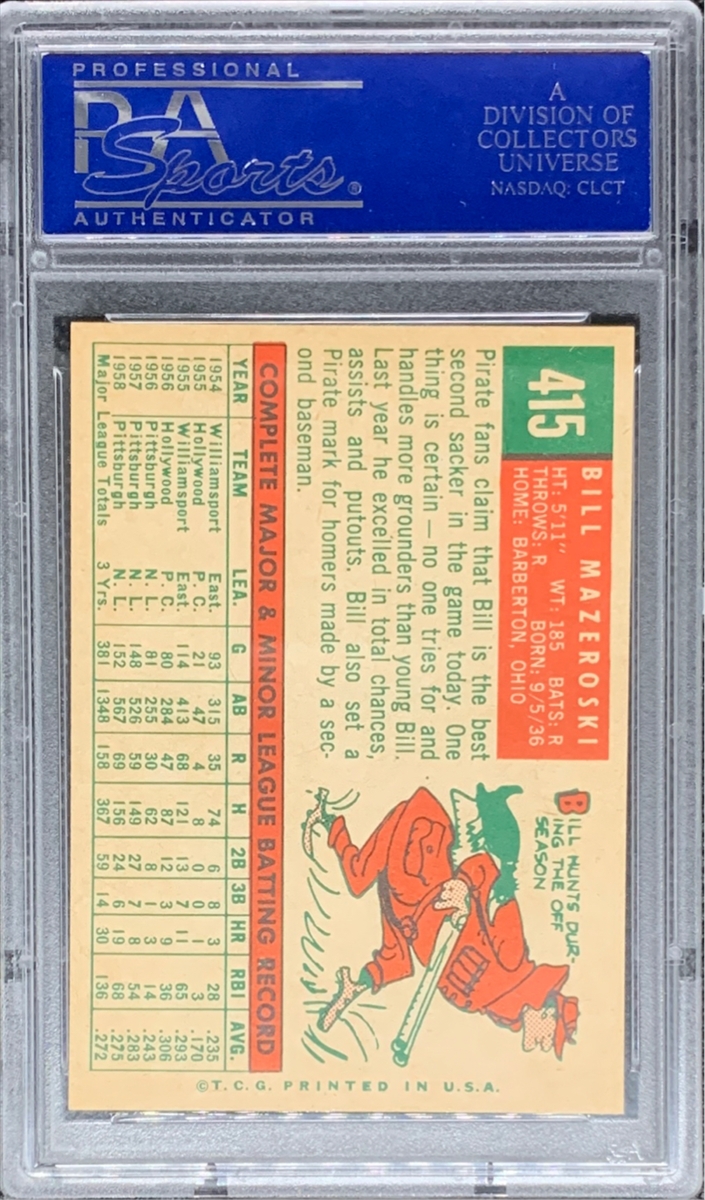 PROFESSIONAL
PSA
Sports®
AUTHENTICATOR
A
DIVISION OF
COLLECTORS
UNIVERSE
NASDAQ: CLCT
415
BILL MAZEROSKI
HT: 5'11" WT: 185 BATS: R
THROWS: R BORN: 9/5/36
HOME: BARBERTON, OHIO
Pirate fans claim that Bill is the best
second sacker in the game today. One
thing is certain — no one tries for and
handles more grounders than young Bill.
Last year he excelled in total chances,
assists and putouts. Bill also set a
Pirate mark for homers made by a sec-
ond baseman.
BILL HUNTS DUR-
ING THE OFF
SEASON
COMPLETE MAJOR & MINOR LEAGUE BATTING RECORD
YEAR TEAM LEA. G AB R H 2B 3B HR RBI AVG.
1954 Williamsport East. 93 315 35 74 6 8 3 28 .235
1955 Hollywood P. C. 21 47 4 8 0 0 1 3 .170
1955 Williamsport East. 114 413 68 121 13 7 11 65 .293
1956 Hollywood P. C. 80 284 47 87 12 3 9 36 .306
1956 Pittsburgh N. L. 81 255 30 62 8 1 3 14 .243
1957 Pittsburgh N. L. 148 526 59 149 27 7 8 54 .283
1958 Pittsburgh N. L. 152 567 69 156 24 6 19 68 .275
Major League Totals 3 Yrs. 381 1348 158 367 59 14 30 136 .272
©T.C.G. PRINTED IN U.S.A.